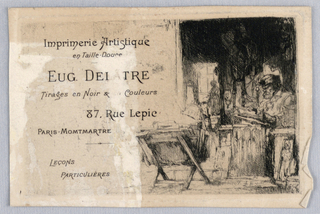 Imprimerie Artistique
en Taille-Douce
EUG. DELATRE
Tirages en Noir & Couleurs
87, Rue Lepic
PARIS-MONTMARTRE
LEÇONS
PARTICULIÈRES